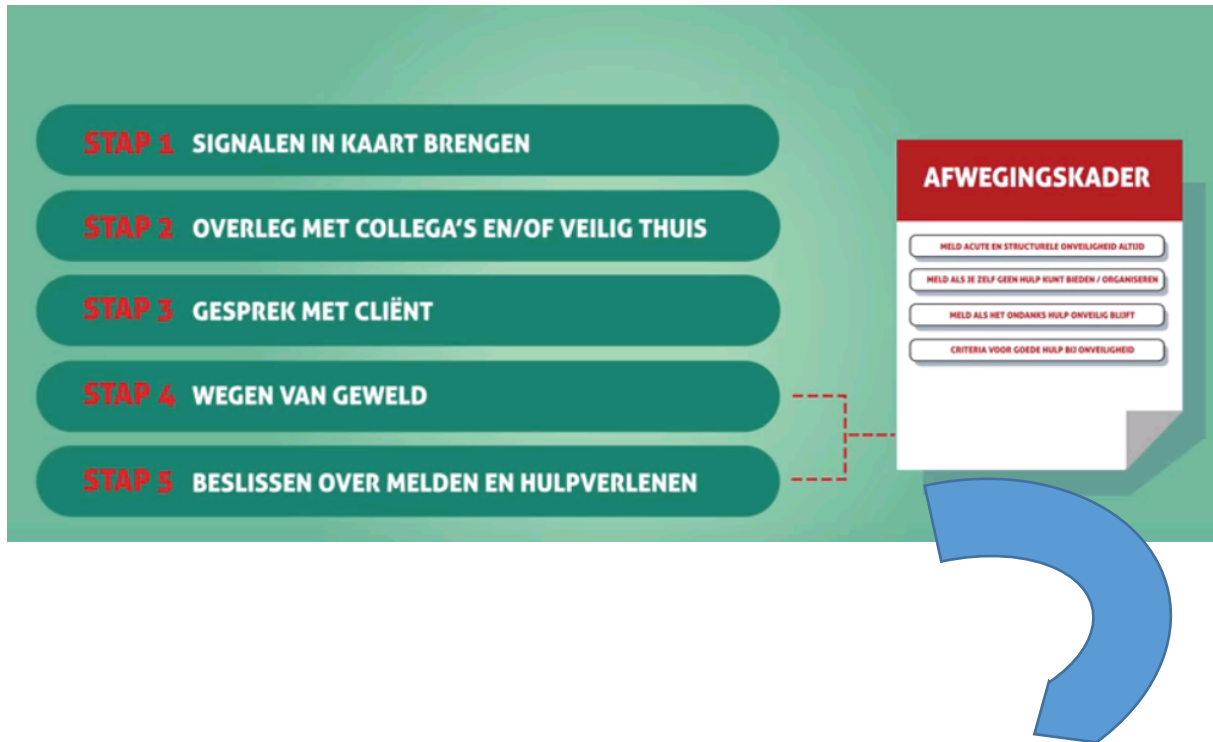 STAP 1 SIGNALEN IN KAART BRENGEN
STAP 2 OVERLEG MET COLLEGA'S EN/OF VEILIG THUIS
STAP 3 GESPREK MET CLIËNT
STAP 4 WEGEN VAN GEWELD
STAP 5 BESLISSEN OVER MELDEN EN HULPVERLENEN
AFWEGINGSKADER
MELD ACUTE EN STRUCTURELE ONVEILIGHEID ALTIJD
MELD ALS JE ZELF GEEN HULP KUNT BIEDEN / ORGANISEREN
MELD ALS HET ONDANKS HULP ONVEILIG BLIJFT
CRITERIA VOOR GOEDE HULP BIJ ONVEILIGHEID